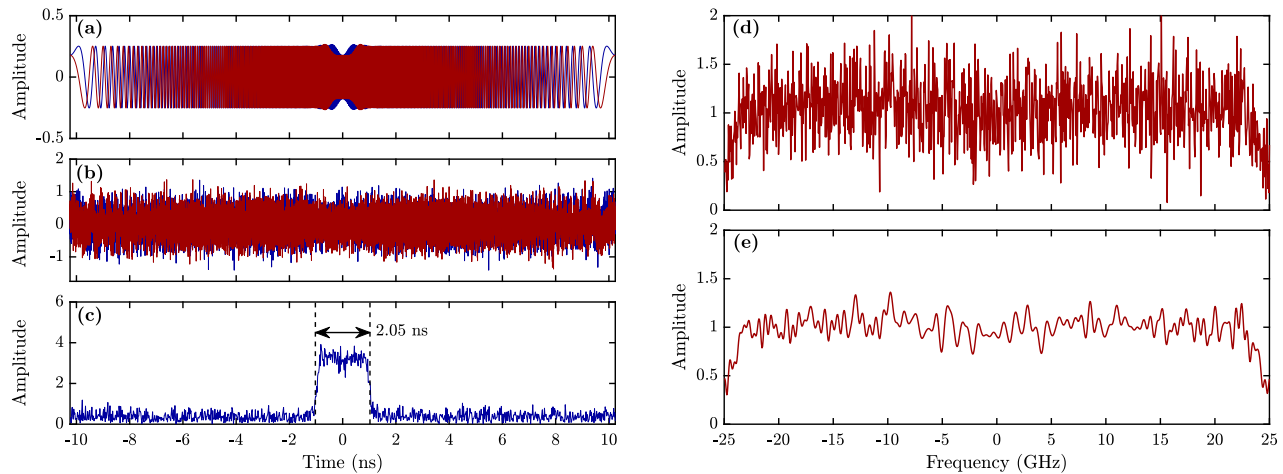 (a)
Amplitude
0.5
0
-0.5
(b)
Amplitude
2
1
0
-1
(c)
Amplitude
6
4
2
0
2.05 ns
-10 -8 -6 -4 -2 0 2 4 6 8 10
Time (ns)
(d)
Amplitude
2
1.5
1
0.5
0
(e)
Amplitude
2
1.5
1
0.5
0
-25 -20 -15 -10 -5 0 5 10 15 20 25
Frequency (GHz)